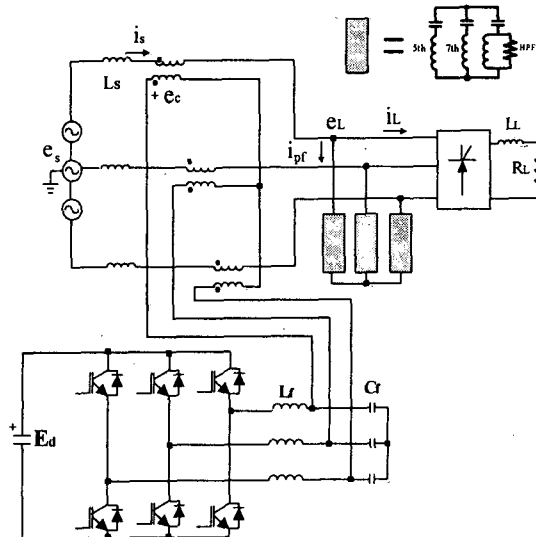 i_s
5th 7th HPF
L_s
+ e_c
e_L i_L
L_L
e_s
i_pf
R_L
L_f C_f
+
E_d